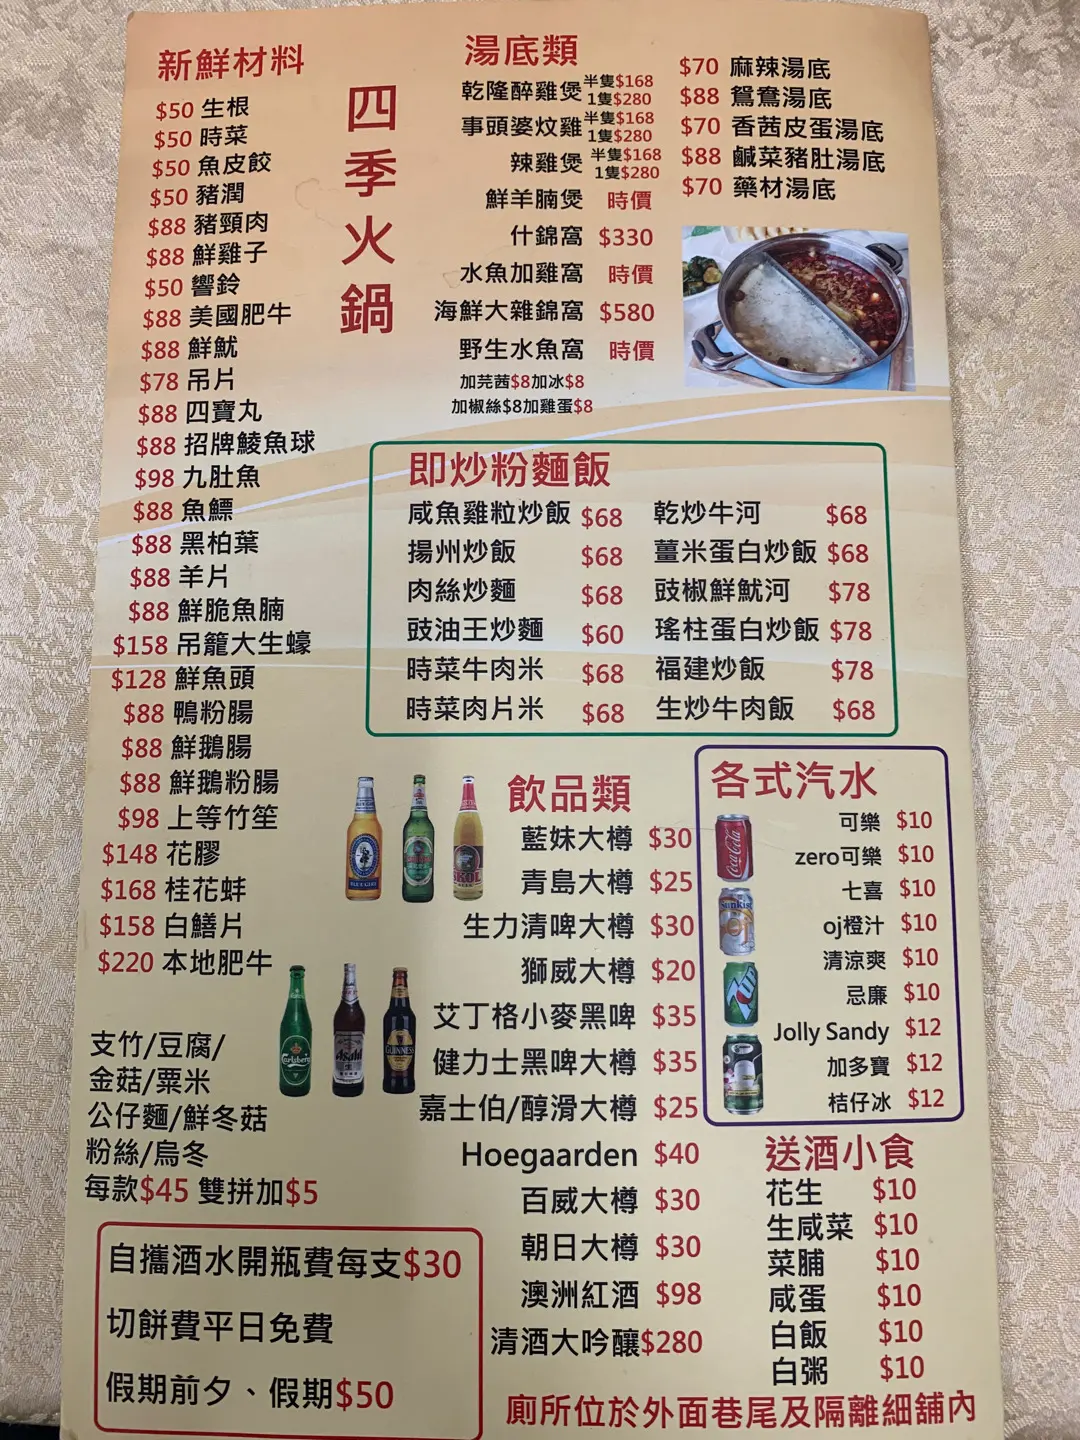 新鮮材料
$50 生根
$50 時菜
$50 魚皮餃
$50 豬潤
$88 豬頸肉
$88 鮮雞子
$50 響鈴
$88 美國肥牛
$88 鮮魷
$78 吊片
$88 四寶丸
$88 招牌鯪魚球
$98 九肚魚
$88 魚鰾
$88 黑柏葉
$88 羊片
$88 鮮脆魚腩
$158 吊籠大生蠔
$128 鮮魚頭
$88 鴨粉腸
$88 鮮鵝腸
$88 鮮鵝粉腸
$98 上等竹笙
$148 花膠
$168 桂花蚌
$158 白鱔片
$220 本地肥牛
支竹/豆腐/
金菇/粟米
公仔麵/鮮冬菇
粉絲/烏冬
每款$45 雙拼加$5
自攜酒水開瓶費每支$30
切餅費平日免費
假期前夕、假期$50
四季火鍋
湯底類
乾隆醉雞煲 半隻$168
1隻$280
事頭婆炆雞 半隻$168
1隻$280
辣雞煲 半隻$168
1隻$280
鮮羊腩煲 時價
什錦窩 $330
水魚加雞窩 時價
海鮮大雜錦窩 $580
野生水魚窩 時價
加芫茜$8加冰$8
加椒絲$8加雞蛋$8
$70 麻辣湯底
$88 鴛鴦湯底
$70 香茜皮蛋湯底
$88 鹹菜豬肚湯底
$70 藥材湯底
即炒粉麵飯
咸魚雞粒炒飯 $68
揚州炒飯 $68
肉絲炒麵 $68
豉油王炒麵 $60
時菜牛肉米 $68
時菜肉片米 $68
乾炒牛河 $68
薑米蛋白炒飯 $68
豉椒鮮魷河 $78
瑤柱蛋白炒飯 $78
福建炒飯 $78
生炒牛肉飯 $68
飲品類
藍妹大樽 $30
青島大樽 $25
生力清啤大樽 $30
獅威大樽 $20
艾丁格小麥黑啤 $35
健力士黑啤大樽 $35
嘉士伯/醇滑大樽 $25
Hoegaarden $40
百威大樽 $30
朝日大樽 $30
澳洲紅酒 $98
清酒大吟釀$280
各式汽水
可樂 $10
zero可樂 $10
七喜 $10
oj橙汁 $10
清涼爽 $10
忌廉 $10
Jolly Sandy $12
加多寶 $12
桔仔冰 $12
送酒小食
花生 $10
生咸菜 $10
菜脯 $10
咸蛋 $10
白飯 $10
白粥 $10
廁所位於外面巷尾及隔離細舖內
SKOL
Carlsberg
Asahi
GUINNESS
Coca-Cola
Sunkist